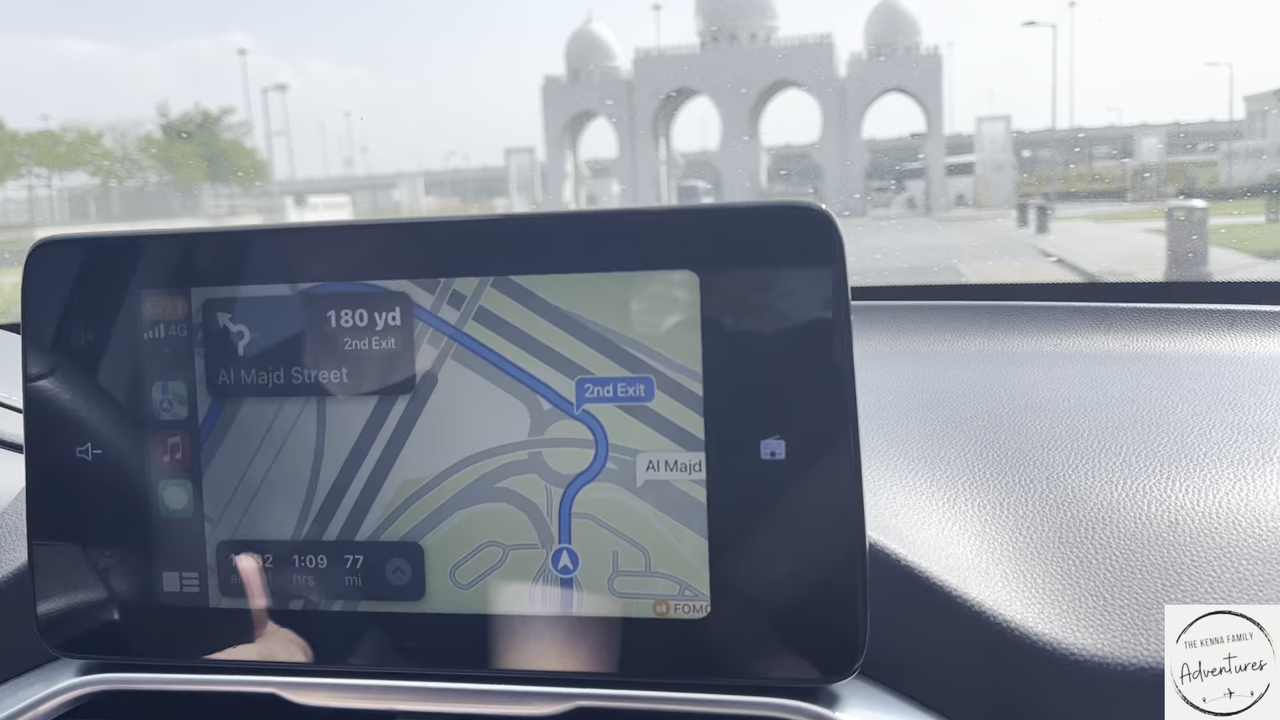 4G
180 yd
2nd Exit
Al Majd Street
2nd Exit
Al Majd
1:09
77
hrs
mi
FOMO
THE KENNA FAMILY
Adventures